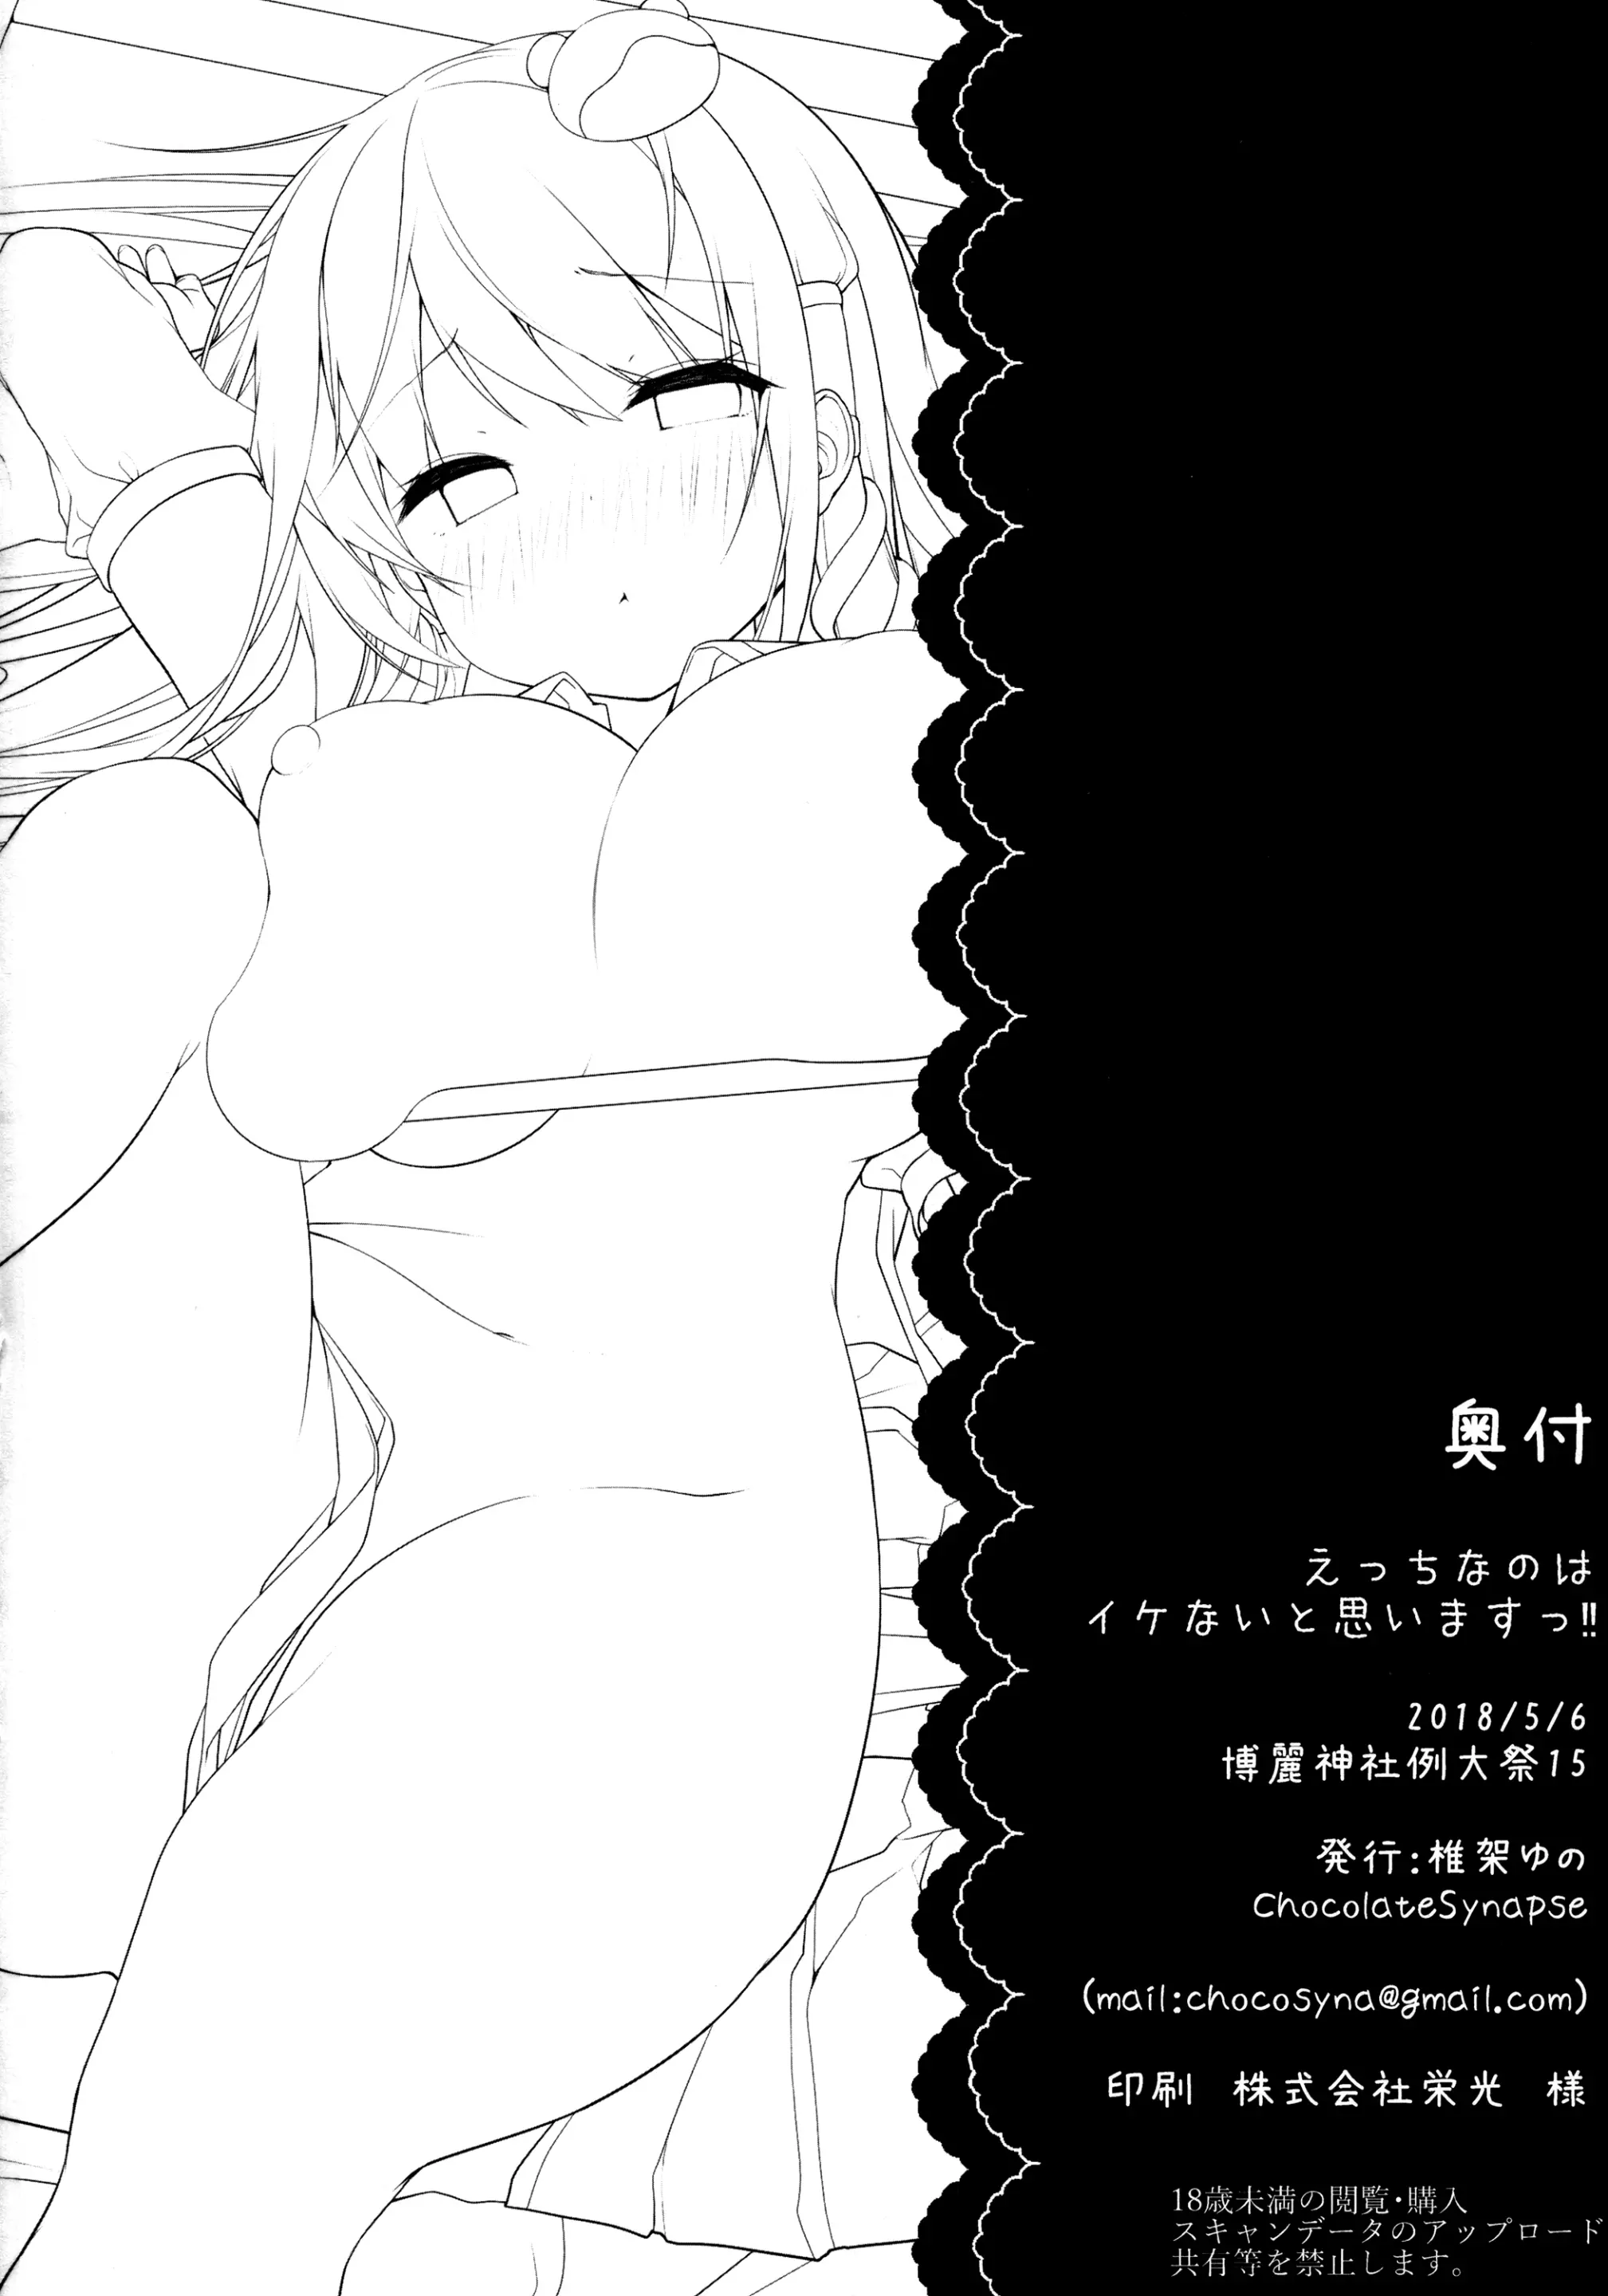 奥付
えっちなのは
イケないと思いますっ!!
2018/5/6
博麗神社例大祭15
発行:椎架ゆの
ChocolateSynapse
(mail:chocosyna@gmail.com)
印刷　株式会社栄光　様
18歳未満の閲覧・購入
スキャンデータのアップロード
共有等を禁止します。